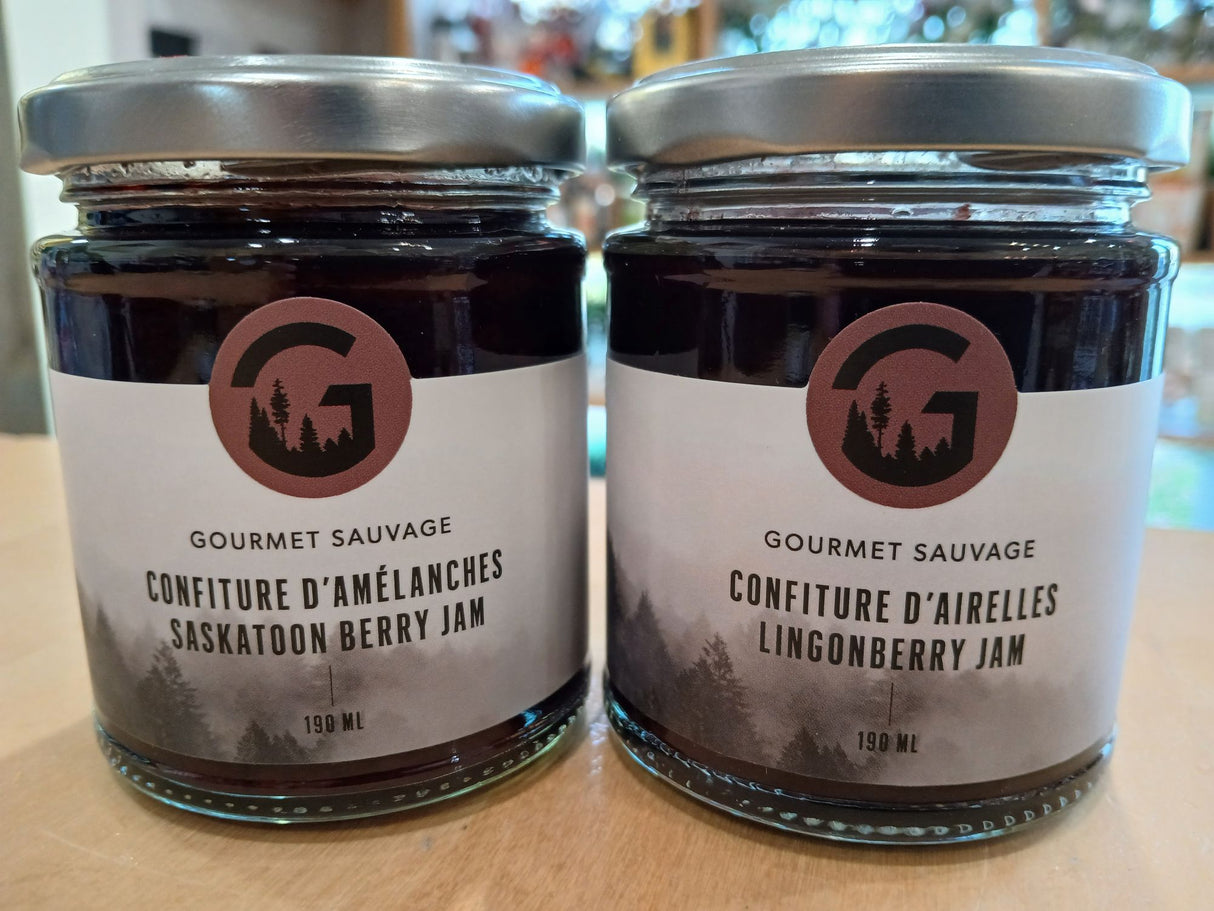 G
GOURMET SAUVAGE
CONFITURE D'AMÉLANCHES
SASKATOON BERRY JAM
190 ML
G
GOURMET SAUVAGE
CONFITURE D'AIRELLES
LINGONBERRY JAM
190 ML